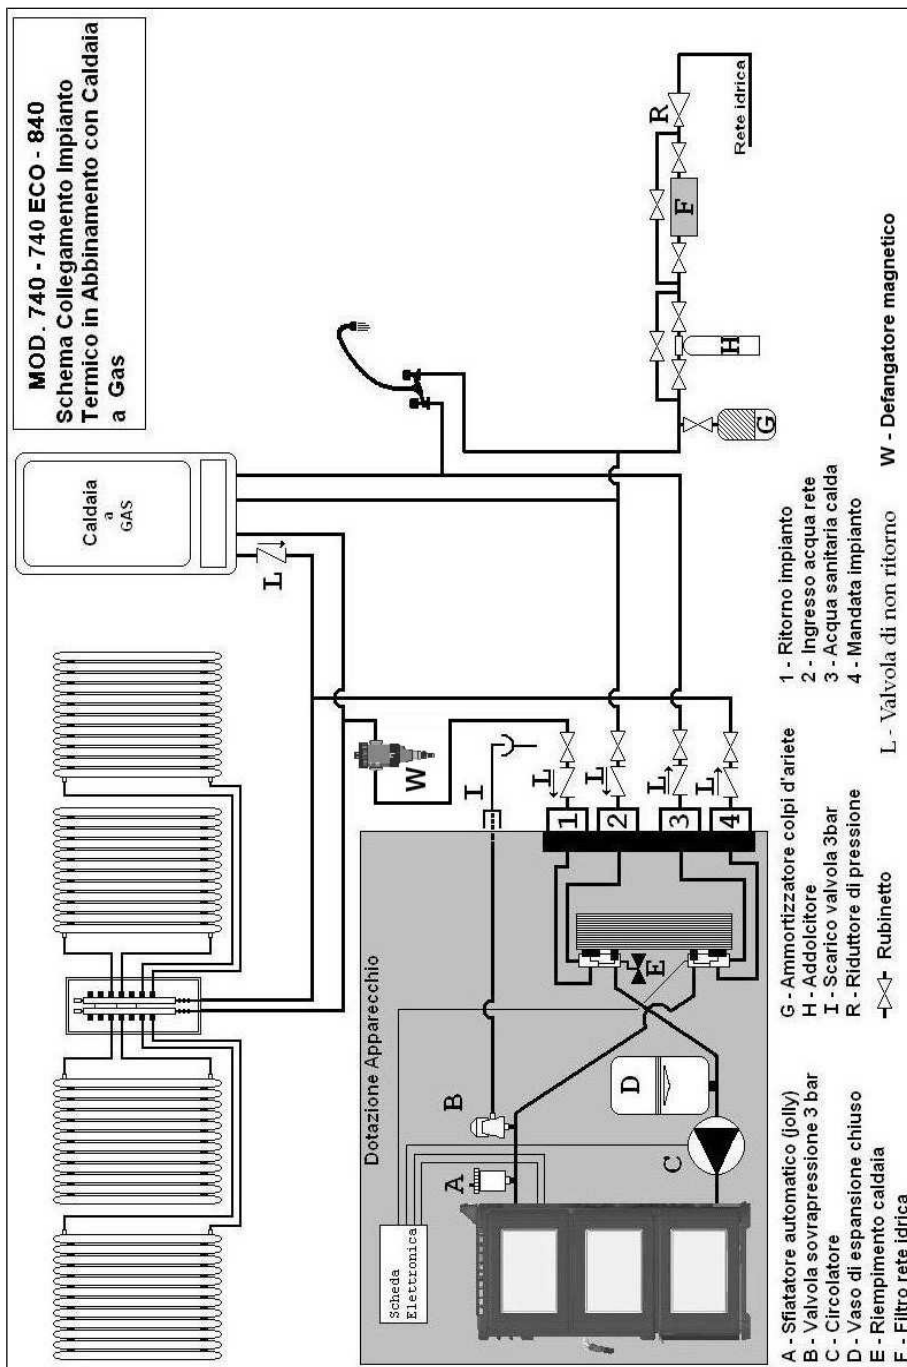 MOD. 740 - 740 ECO - 840
Schema Collegamento Impianto
Termico in Abbinamento con Caldaia
a Gas
Caldaia
a
GAS
L
R
F
Rete idrica
H
G
W
I
L
L
L
L
1
2
3
4
Dotazione Apparecchio
E
B
D
A
C
Scheda
Elettronica
A - Sfiatatore automatico (jolly)
B - Valvola sovrapressione 3 bar
C - Circolatore
D - Vaso di espansione chiuso
E - Riempimento caldaia
F - Filtro rete idrica
G - Ammortizzatore colpi d'ariete
H - Addolcitore
I - Scarico valvola 3bar
R - Riduttore di pressione
Rubinetto
1 - Ritorno impianto
2 - Ingresso acqua rete
3 - Acqua sanitaria calda
4 - Mandata impianto
L - Valvola di non ritorno
W - Defangatore magnetico